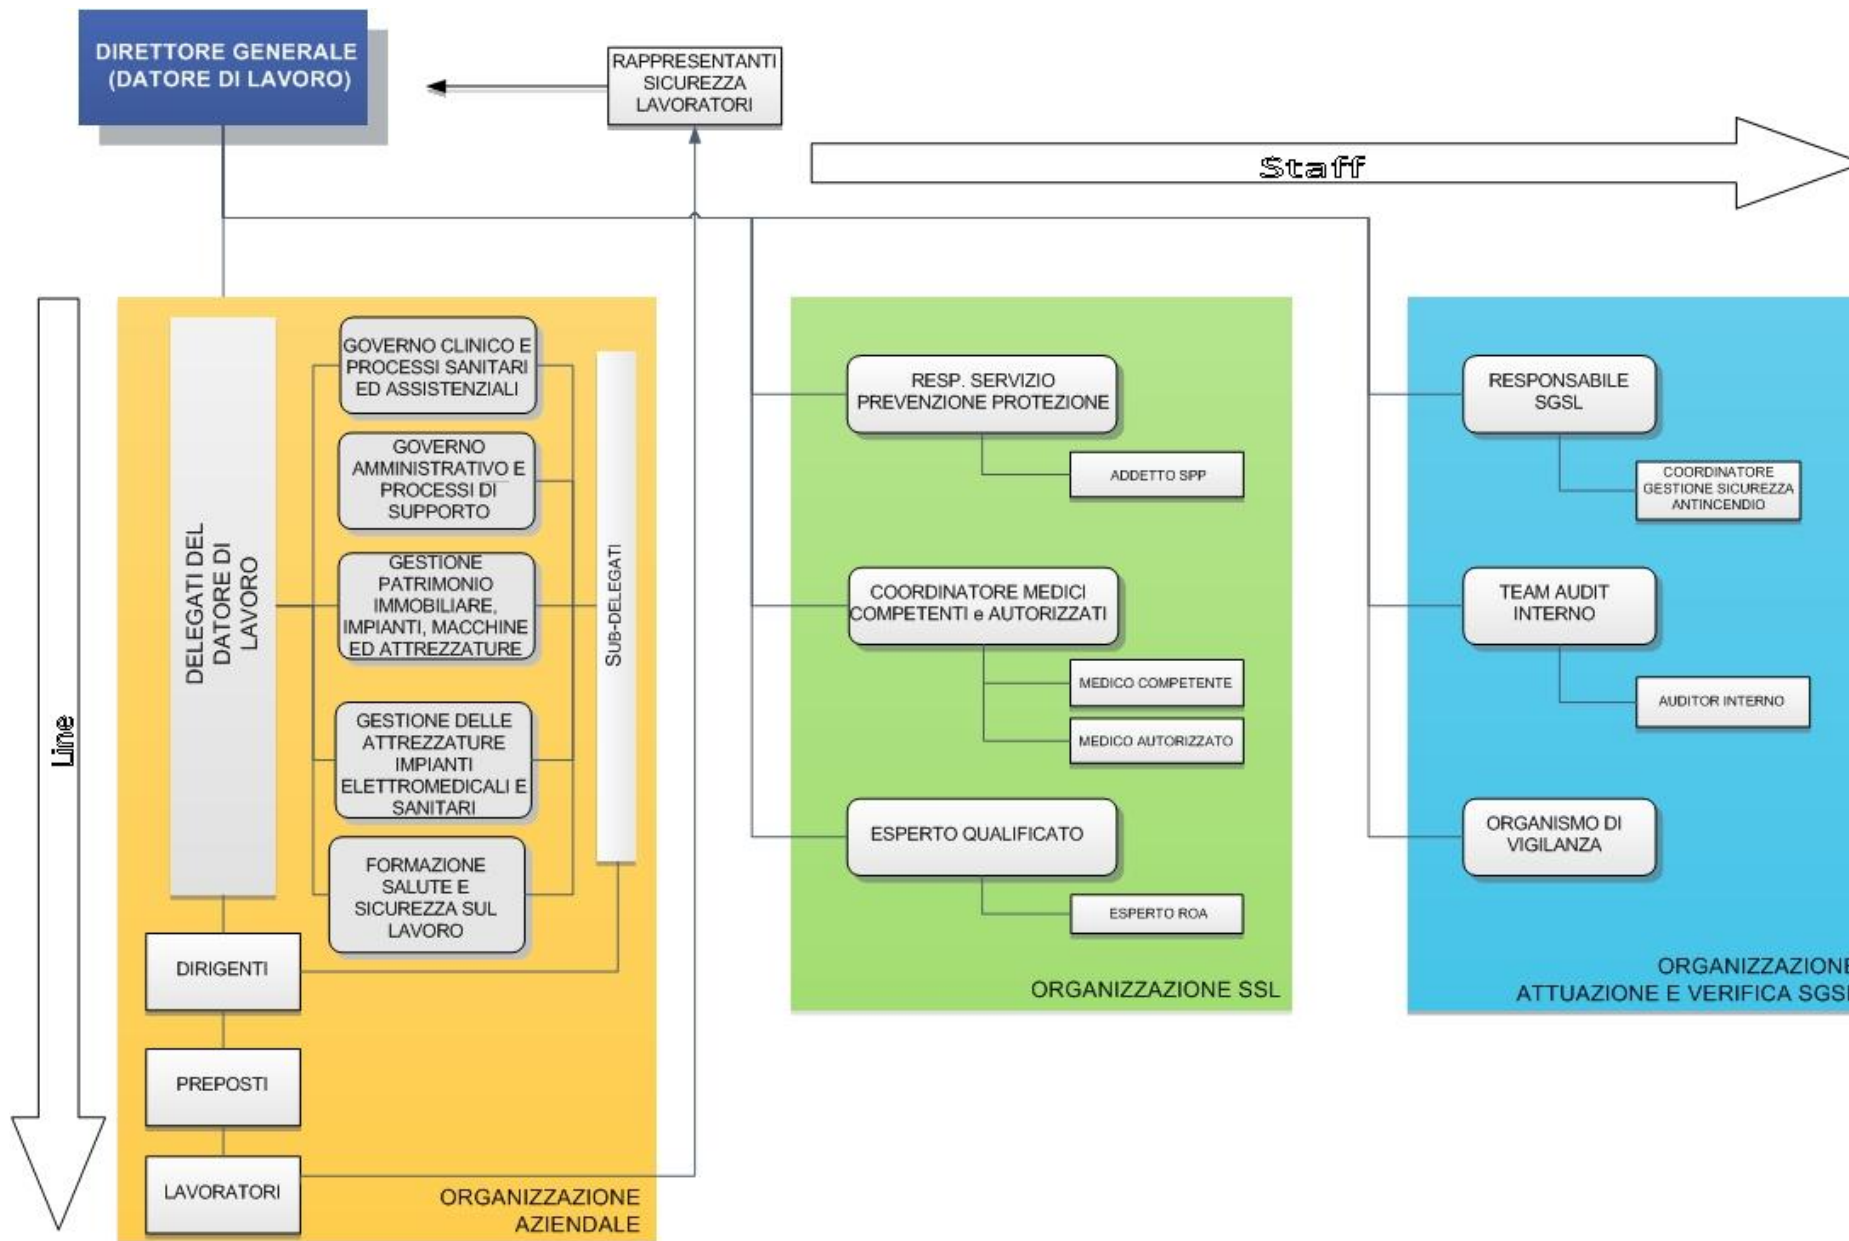 DIRETTORE GENERALE
(DATORE DI LAVORO)
RAPPRESENTANTI
SICUREZZA
LAVORATORI
Staff
Line
DELEGATI DEL
DATORE DI
LAVORO
GOVERNO CLINICO E
PROCESSI SANITARI
ED ASSISTENZIALI
GOVERNO
AMMINISTRATIVO E
PROCESSI DI
SUPPORTO
GESTIONE
PATRIMONIO
IMMOBILIARE,
IMPIANTI, MACCHINE
ED ATTREZZATURE
GESTIONE DELLE
ATTREZZATURE
IMPIANTI
ELETTROMEDICALI E
SANITARI
FORMAZIONE
SALUTE E
SICUREZZA SUL
LAVORO
SUB-DELEGATI
DIRIGENTI
PREPOSTI
LAVORATORI
ORGANIZZAZIONE
AZIENDALE
RESP. SERVIZIO
PREVENZIONE PROTEZIONE
ADDETTO SPP
COORDINATORE MEDICI
COMPETENTI e AUTORIZZATI
MEDICO COMPETENTE
MEDICO AUTORIZZATO
ESPERTO QUALIFICATO
ESPERTO ROA
ORGANIZZAZIONE SSL
RESPONSABILE
SGSL
COORDINATORE
GESTIONE SICUREZZA
ANTINCENDIO
TEAM AUDIT
INTERNO
AUDITOR INTERNO
ORGANISMO DI
VIGILANZA
ORGANIZZAZIONE
ATTUAZIONE E VERIFICA SGSL